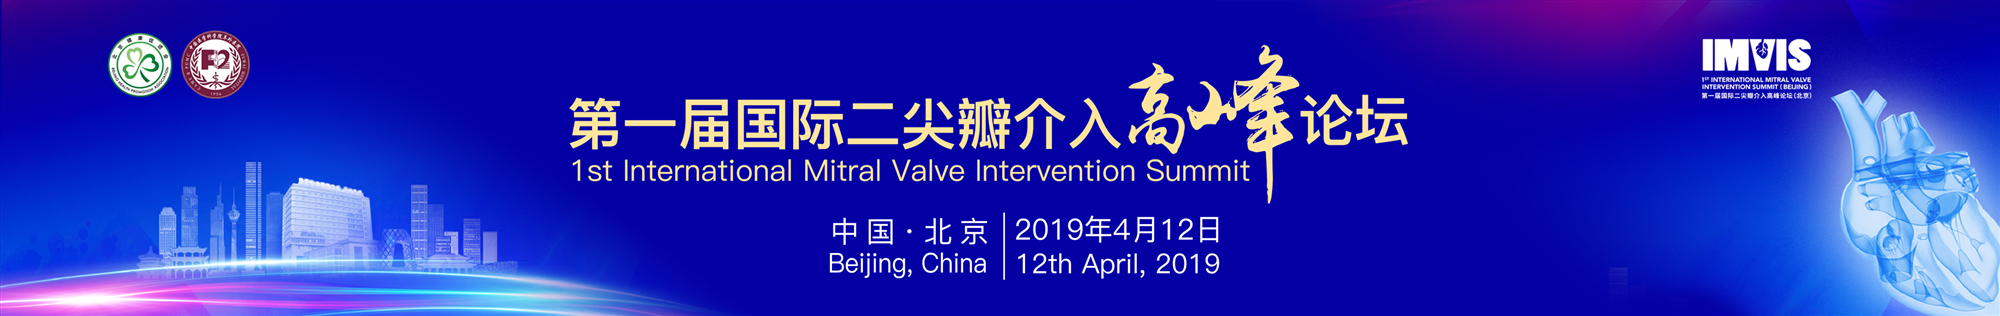 第一届国际二尖瓣介入高峰论坛
1st International Mitral Valve Intervention Summit
中国·北京
Beijing, China
2019年4月12日
12th April, 2019
IMVIS
1ST INTERNATIONAL MITRAL VALVE
INTERVENTION SUMMIT (BEIJING)
第一届国际二尖瓣介入高峰论坛(北京)